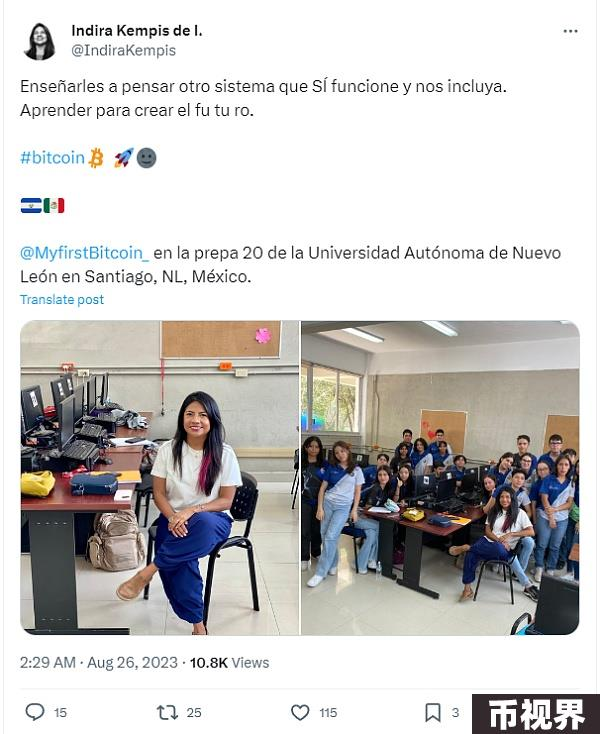 Indira Kempis de I.
@IndiraKempis
Enseñarles a pensar otro sistema que SÍ funcione y nos incluya.
Aprender para crear el fu tu ro.
#bitcoin
@MyfirstBitcoin_ en la prepa 20 de la Universidad Autónoma de Nuevo
León en Santiago, NL, México.
Translate post
2:29 AM · Aug 26, 2023 · 10.8K Views
15 25 115 3
币视界